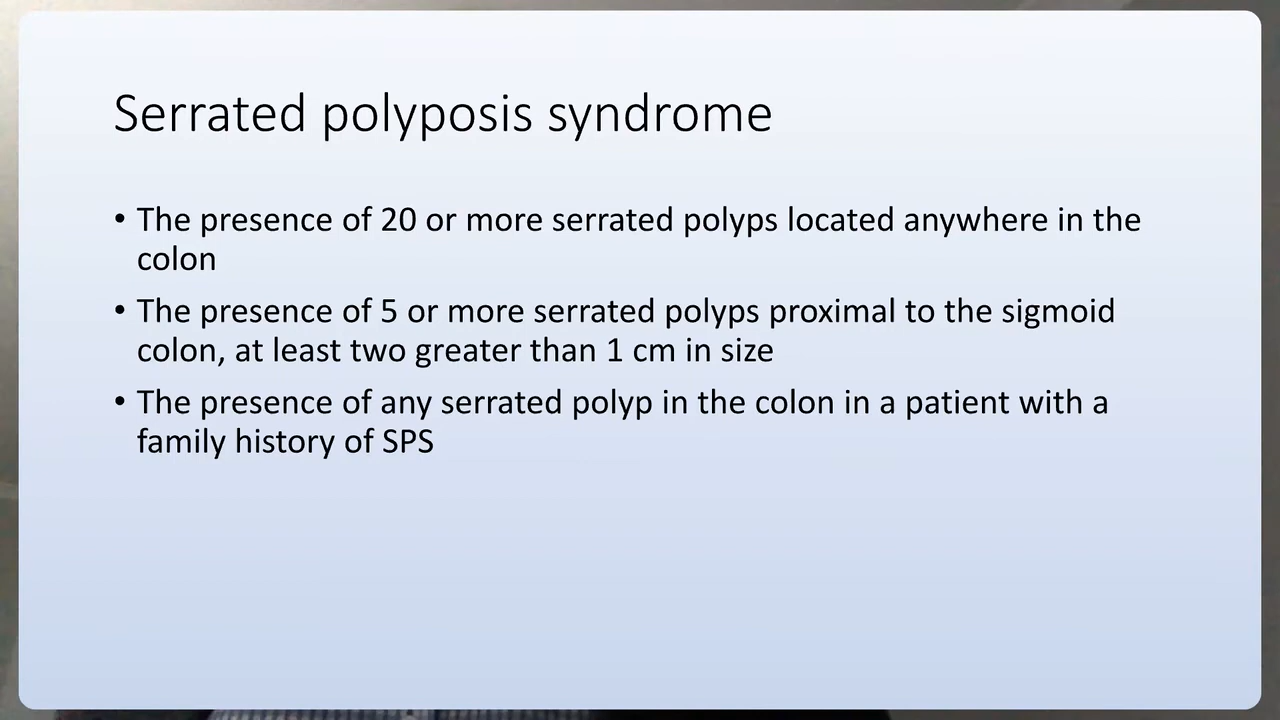 Serrated polyposis syndrome
• The presence of 20 or more serrated polyps located anywhere in the
colon
• The presence of 5 or more serrated polyps proximal to the sigmoid
colon, at least two greater than 1 cm in size
• The presence of any serrated polyp in the colon in a patient with a
family history of SPS